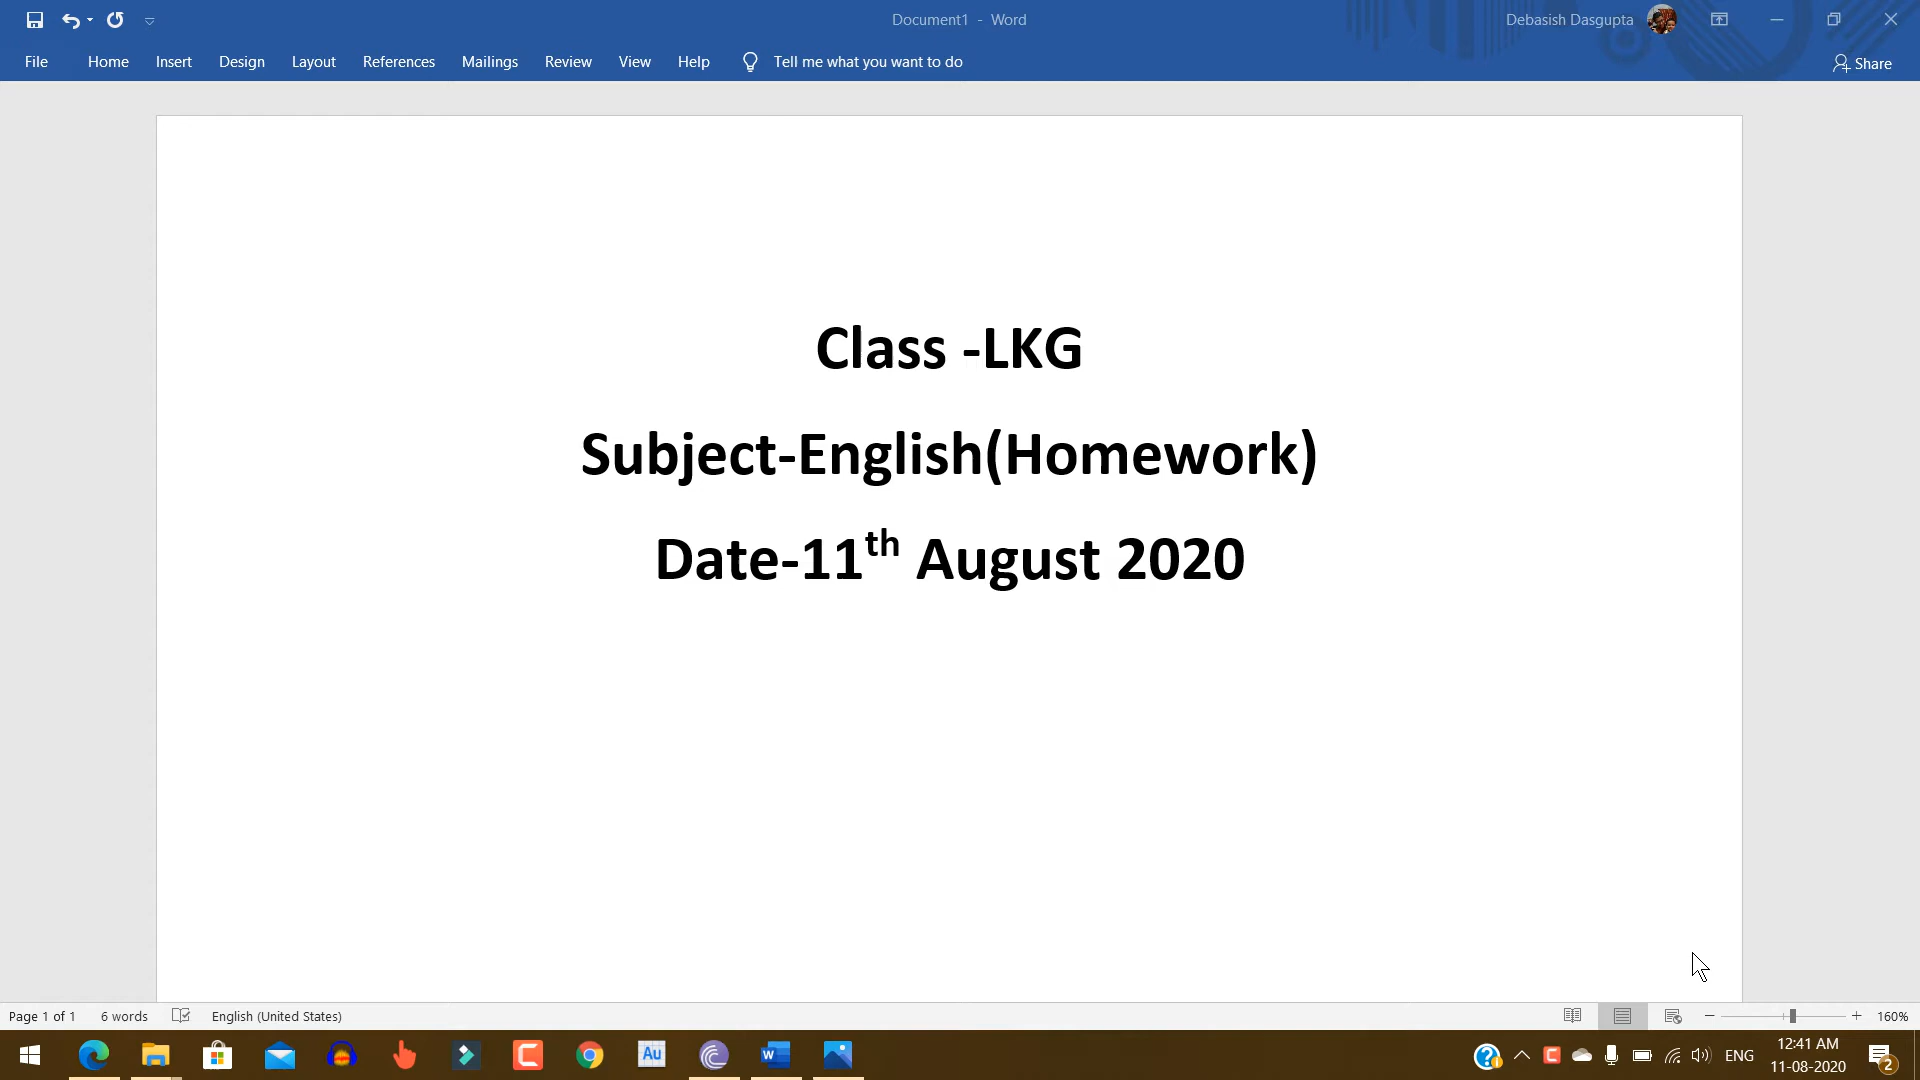 Document1 - Word
Debasish Dasgupta
File Home Insert Design Layout References Mailings Review View Help Tell me what you want to do
Share
Class -LKG
Subject-English(Homework)
Date-11th August 2020
Page 1 of 1 6 words English (United States)
160%
Au
W
ENG
12:41 AM
11-08-2020
2